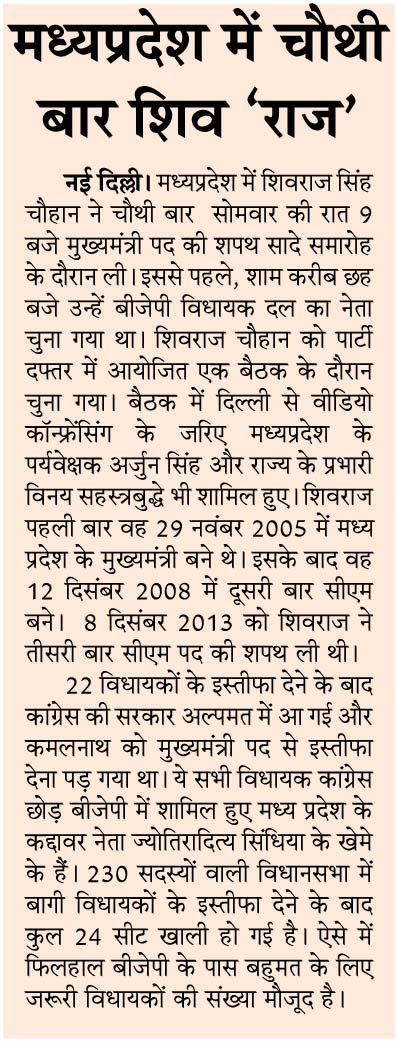 मध्यप्रदेश में चौथी
बार शिव ‘राज’
नई दिल्ली। मध्यप्रदेश में शिवराज सिंह
चौहान ने चौथी बार सोमवार की रात 9
बजे मुख्यमंत्री पद की शपथ सादे समारोह
के दौरान ली। इससे पहले, शाम करीब छह
बजे उन्हें बीजेपी विधायक दल का नेता
चुना गया था। शिवराज चौहान को पार्टी
दफ्तर में आयोजित एक बैठक के दौरान
चुना गया। बैठक में दिल्ली से वीडियो
कॉन्फ्रेंसिंग के जरिए मध्यप्रदेश के
पर्यवेक्षक अर्जुन सिंह और राज्य के प्रभारी
विनय सहस्त्रबुद्धे भी शामिल हुए। शिवराज
पहली बार वह 29 नवंबर 2005 में मध्य
प्रदेश के मुख्यमंत्री बने थे। इसके बाद वह
12 दिसंबर 2008 में दूसरी बार सीएम
बने। 8 दिसंबर 2013 को शिवराज ने
तीसरी बार सीएम पद की शपथ ली थी।
22 विधायकों के इस्तीफा देने के बाद
कांग्रेस की सरकार अल्पमत में आ गई और
कमलनाथ को मुख्यमंत्री पद से इस्तीफा
देना पड़ गया था। ये सभी विधायक कांग्रेस
छोड़ बीजेपी में शामिल हुए मध्य प्रदेश के
कद्दावर नेता ज्योतिरादित्य सिंधिया के खेमे
के हैं। 230 सदस्यों वाली विधानसभा में
बागी विधायकों के इस्तीफा देने के बाद
कुल 24 सीट खाली हो गई है। ऐसे में
फिलहाल बीजेपी के पास बहुमत के लिए
जरूरी विधायकों की संख्या मौजूद है।